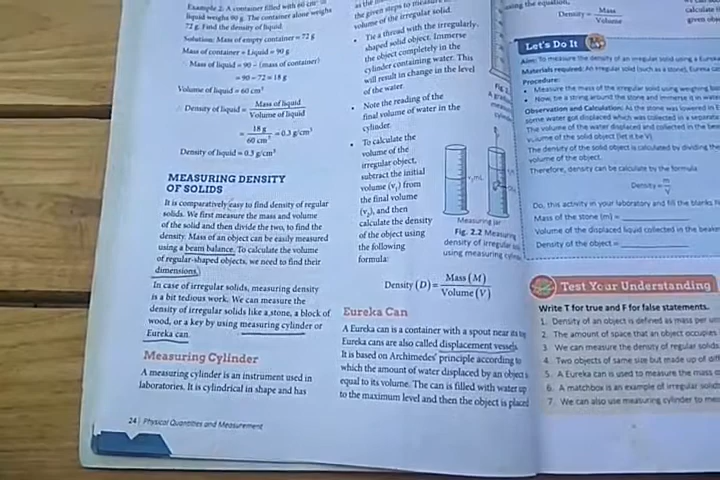 Example 2: A container filled with 60 cm³ of
liquid weighs 90 g. The container alone weighs
72 g. Find the density of liquid.
Solution: Mass of empty container = 72 g
Mass of container + Liquid = 90 g
Mass of liquid = 90 − (mass of container)
= 90 − 72 = 18 g
Volume of liquid = 60 cm³
∴ Density of liquid = Mass of liquid / Volume of liquid
= 18 g / 60 cm³ = 0.3 g/cm³
Density of liquid = 0.3 g/cm³
MEASURING DENSITY
OF SOLIDS
It is comparatively easy to find density of regular
solids. We first measure the mass and volume
of the solid and then divide the two, to find the
density. Mass of an object can be easily measured
using a beam balance. To calculate the volume
of regular-shaped objects, we need to find their
dimensions.
In case of irregular solids, measuring density
is a bit tedious work. We can measure the
density of irregular solids like a stone, a block of
wood, or a key by using measuring cylinder or
Eureka can.
Measuring Cylinder
A measuring cylinder is an instrument used in
laboratories. It is cylindrical in shape and has
24 | Physical Quantities and Measurement
the given steps to measure
volume of the irregular solid.
• Tie a thread with the irregularly-
shaped solid object. Immerse
the object completely in the
cylinder containing water. This
will result in change in the level
of the water.
• Note the reading of the
final volume of water in the
cylinder.
• To calculate the
volume of the
irregular object,
subtract the initial
volume (v₁) from
the final volume
(v₂), and then
calculate the density
of the object using
the following
formula:
Measuring jar
Fig. 2.2 Measuring
density of irregular
using measuring
Density (D) = Mass (M) / Volume (V)
Eureka Can
A Eureka can is a container with a spout near its
Eureka cans are also called displacement vessels.
It is based on Archimedes' principle according to
which the amount of water displaced by an object is
equal to its volume. The can is filled with water up
to the maximum level and then the object is placed
using the equation,
Density = Mass / Volume
calculate
given
Let's Do It
Aim: To measure the density of an irregular solid using a Eureka
Materials required: An irregular solid (such as a stone), Eureka
Procedure:
• Measure the mass of the irregular solid using weighing
• Now, tie a string around the stone and immerse it in
Observation and Calculation: As the stone was lowered in
some water got displaced which was collected in a separate
The volume of the water displaced and collected in the
volume of the solid object (let it be V).
The density of the solid object is calculated by dividing the
volume of the object.
Therefore, density can be calculate by the formula
Density = m / V
Do, this activity in your laboratory and fill the blanks
Mass of the stone (m) =
Volume of the displaced liquid collected in the
Density of the object =
Test Your Understanding
Write T for true and F for false statements.
1. Density of an object is defined as mass per
2. The amount of space that an object occupies
3. We can measure the density of regular solids
4. Two objects of same size but made up of
5. A Eureka can is used to measure the mass
6. A matchbox is an example of irregular solid
7. We can also use measuring cylinder to